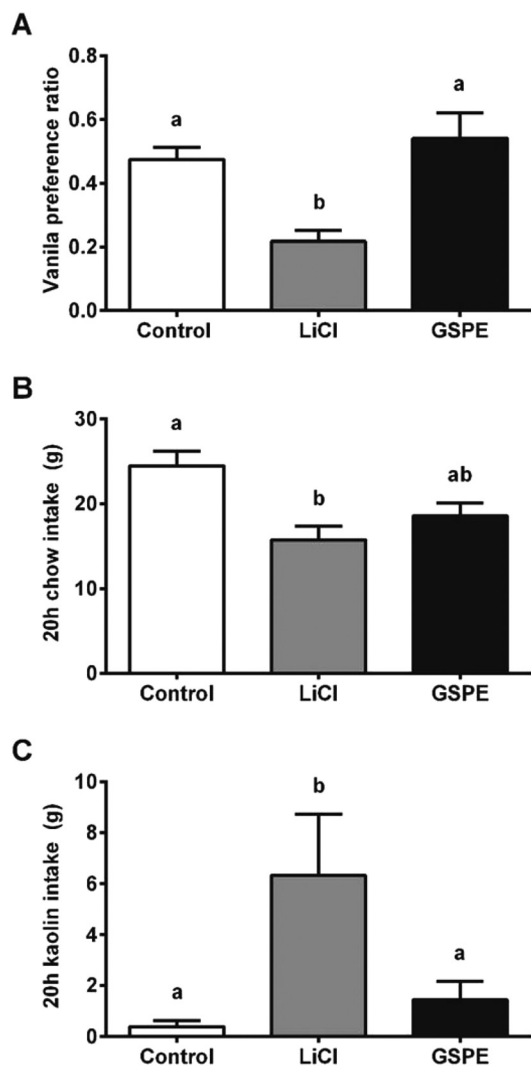 A
Vanila preference ratio
0.8
0.6
0.4
0.2
0.0
a
b
a
Control
LiCl
GSPE
B
20h chow intake (g)
30
20
10
0
a
b
ab
Control
LiCl
GSPE
C
20h kaolin intake (g)
10
8
6
4
2
0
a
b
a
Control
LiCl
GSPE